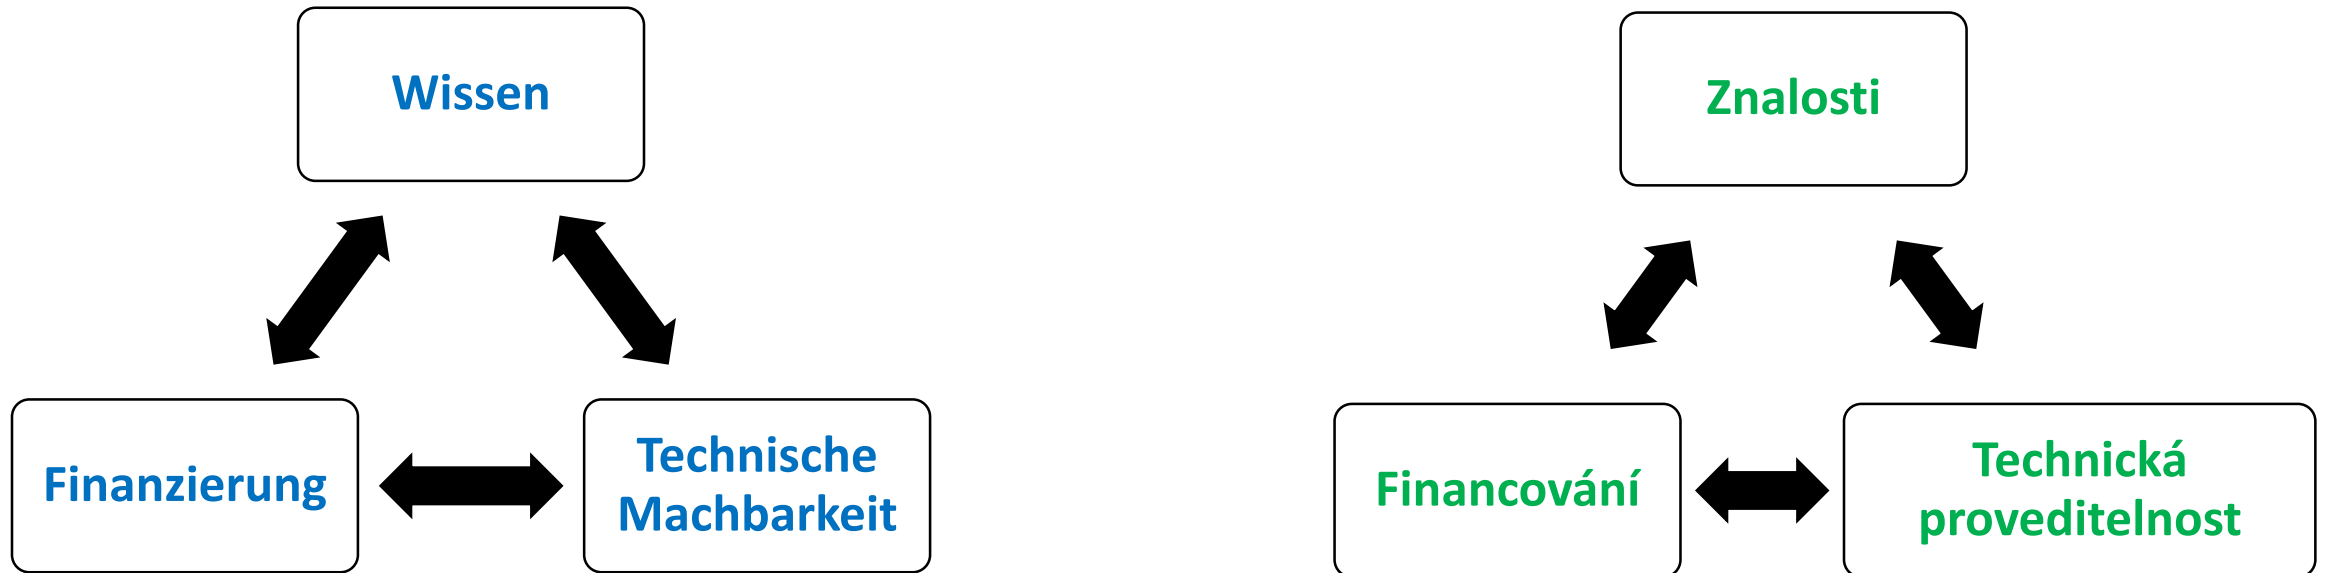 Wissen
Finanzierung
Technische
Machbarkeit
Znalosti
Financování
Technická
proveditelnost